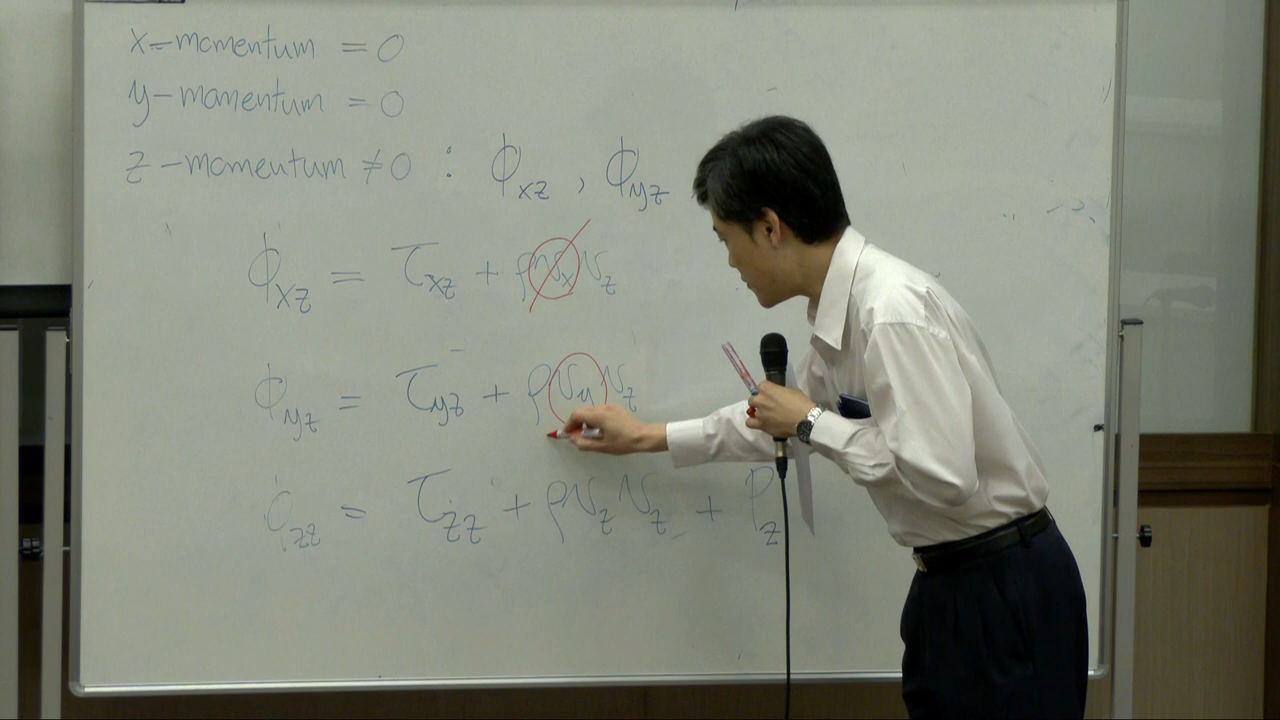 x-momentum = 0
y-momentum = 0
z-momentum ≠ 0 : ϕxz , ϕyz
ϕxz = τxz + ρvxvz
ϕyz = τyz + ρvyvz
ϕzz = τzz + ρvzvz + Pz